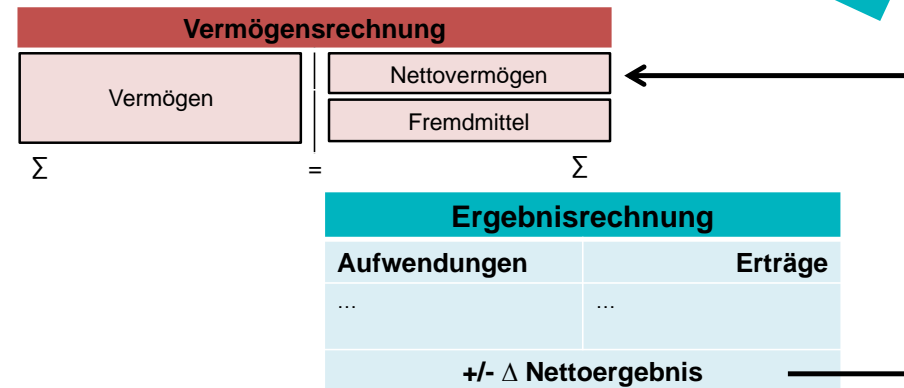 Vermögensrechnung
Vermögen
Nettovermögen
Fremdmittel
∑ = ∑
Ergebnisrechnung
Aufwendungen Erträge
... ...
+/- ∆ Nettoergebnis